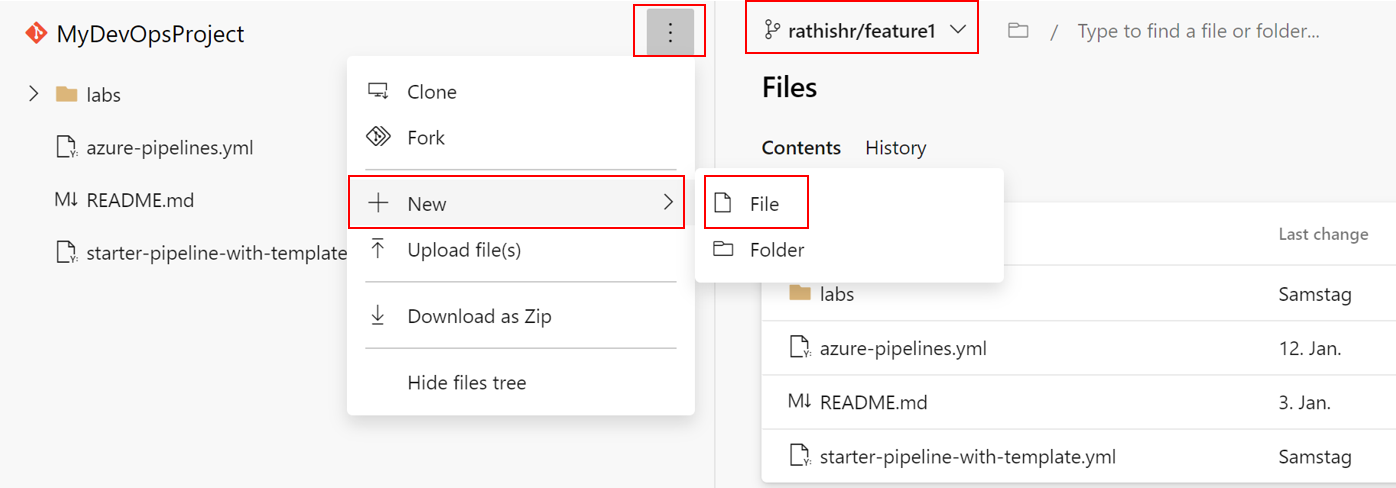 MyDevOpsProject
labs
azure-pipelines.yml
README.md
starter-pipeline-with-template
Clone
Fork
New
Upload file(s)
Download as Zip
Hide files tree
File
Folder
rathishr/feature1
/ Type to find a file or folder...
Files
Contents History
Last change
labs Samstag
azure-pipelines.yml 12. Jan.
README.md 3. Jan.
starter-pipeline-with-template.yml Samstag